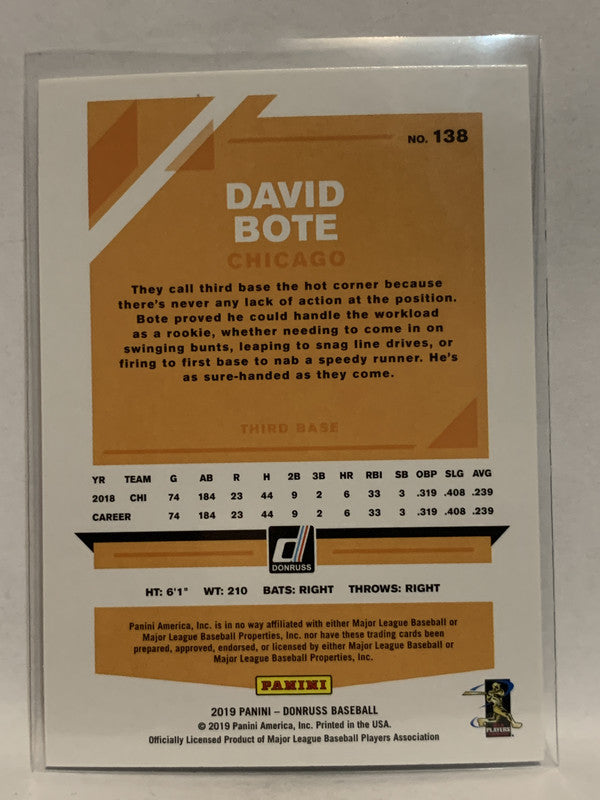 NO. 138
DAVID
BOTE
CHICAGO
They call third base the hot corner because
there's never any lack of action at the position.
Bote proved he could handle the workload
as a rookie, whether needing to come in on
swinging bunts, leaping to snag line drives, or
firing to first base to nab a speedy runner. He's
as sure-handed as they come.
THIRD BASE
YR TEAM G AB R H 2B 3B HR RBI SB OBP SLG AVG
2018 CHI 74 184 23 44 9 2 6 33 3 .319 .408 .239
CAREER 74 184 23 44 9 2 6 33 3 .319 .408 .239
d
DONRUSS
HT: 6'1" WT: 210 BATS: RIGHT THROWS: RIGHT
Panini America, Inc. is in no way affiliated with either Major League Baseball or
Major League Baseball Properties, Inc. nor have these trading cards been
prepared, approved, endorsed, or licensed by either Major League Baseball or
Major League Baseball Properties, Inc.
PANINI
2019 PANINI – DONRUSS BASEBALL
© 2019 Panini America, Inc. Printed in the USA.
Officially Licensed Product of Major League Baseball Players Association
PLAYERS